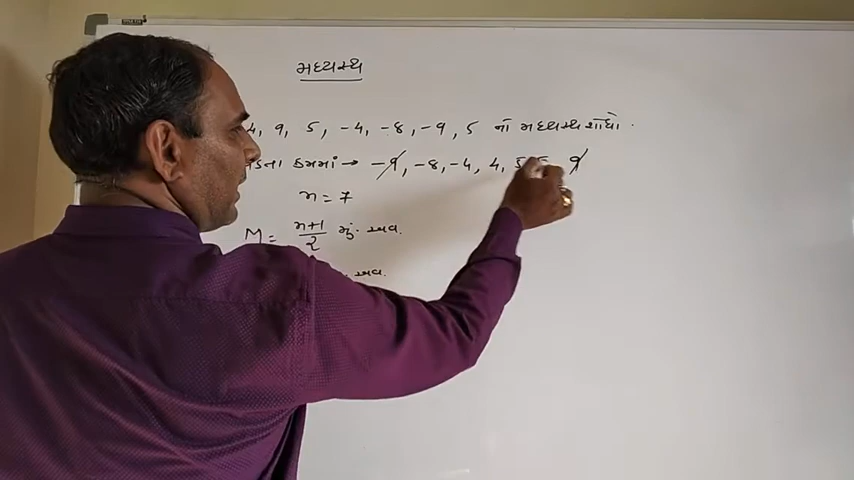 મધ્યસ્થ
4, 9, 5, -4, -8, -9, 5 નો મધ્યસ્થ શોધો.
ક્રમમાં → -9, -8, -4, 4, 5, 5, 9
n = 7
M = n+1/2 મું અવ.
અવ.